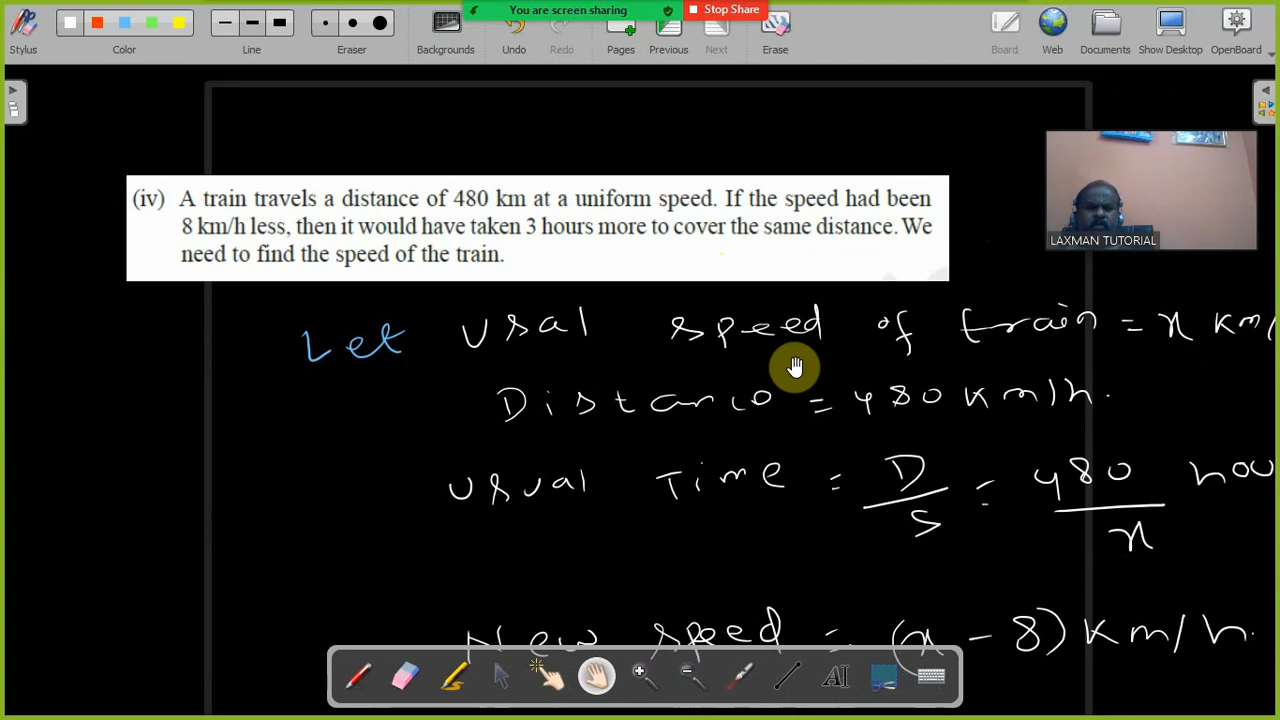 You are screen sharing Stop Share
Stylus Color Line Eraser Backgrounds Undo Redo Pages Previous Next Erase Board Web Documents Show Desktop OpenBoard
LAXMAN TUTORIAL
(iv) A train travels a distance of 480 km at a uniform speed. If the speed had been
8 km/h less, then it would have taken 3 hours more to cover the same distance. We
need to find the speed of the train.
Let Usal speed of train = x km/
Distance = 480 km/h.
Usual Time = D/S = 480/x hou
New speed = (x - 8) km/h.
AI